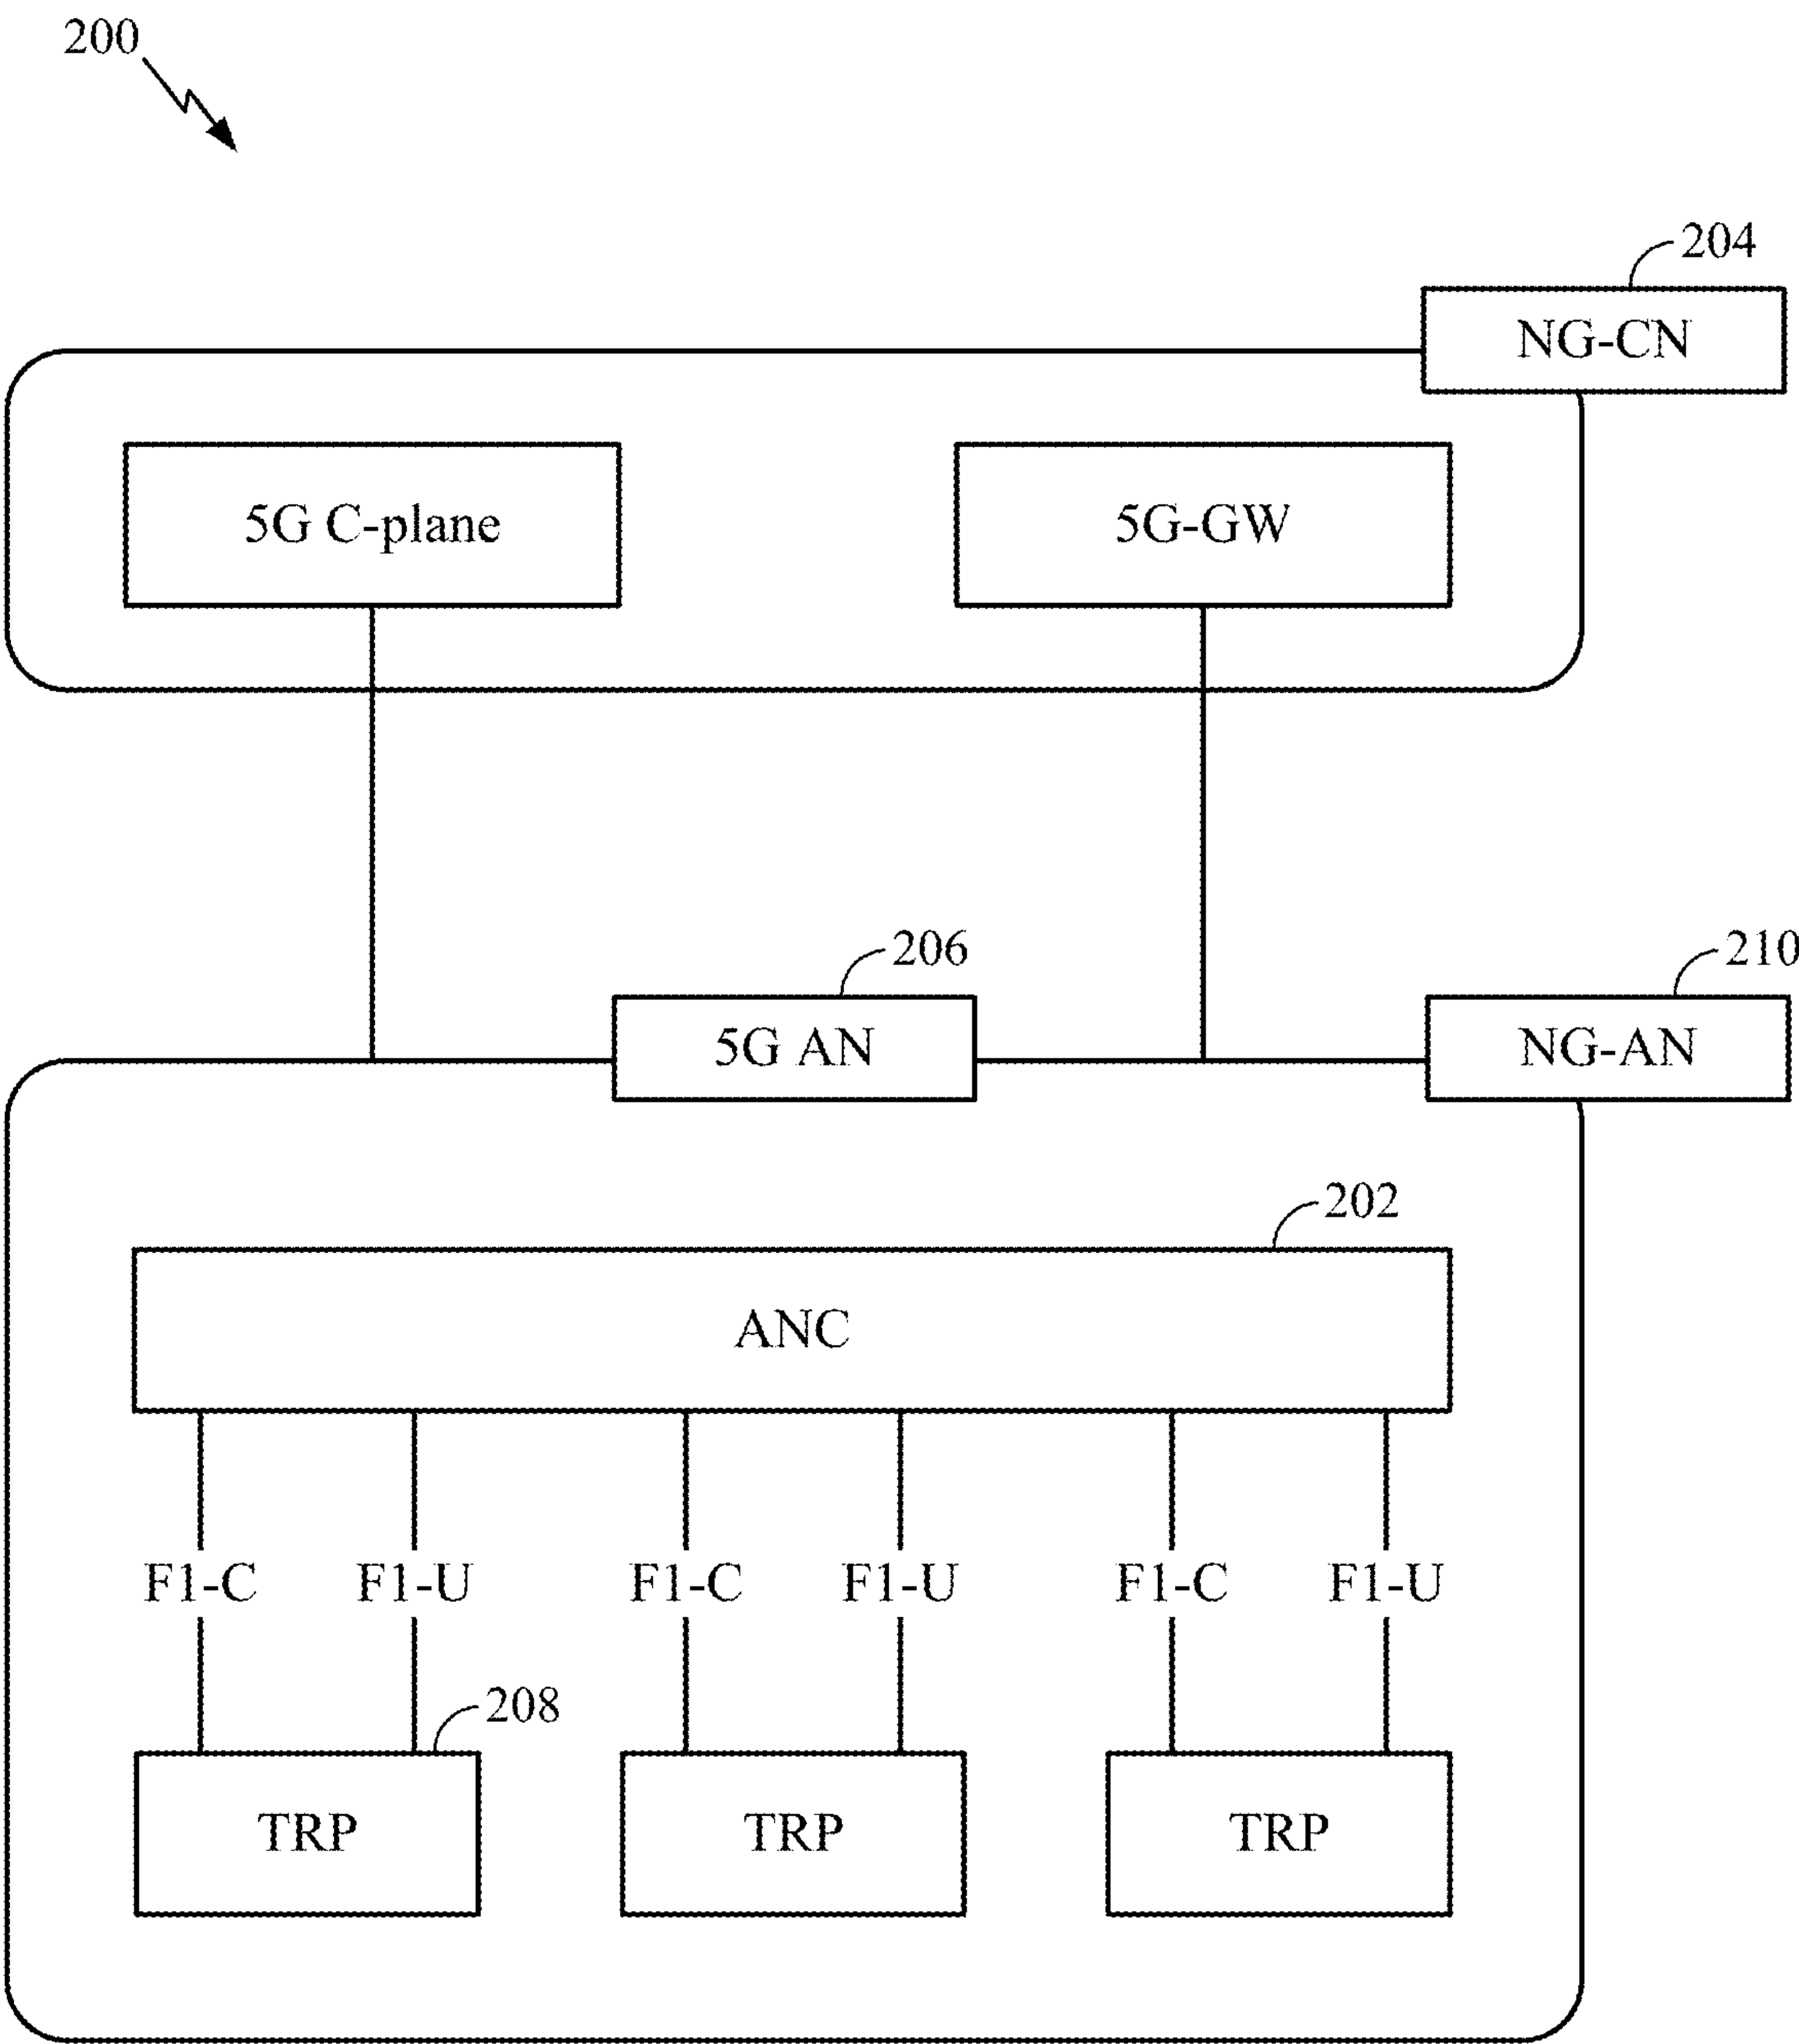 200
204
NG-CN
5G C-plane
5G-GW
206
210
5G AN
NG-AN
202
ANC
F1-C F1-U F1-C F1-U F1-C F1-U
208
TRP TRP TRP